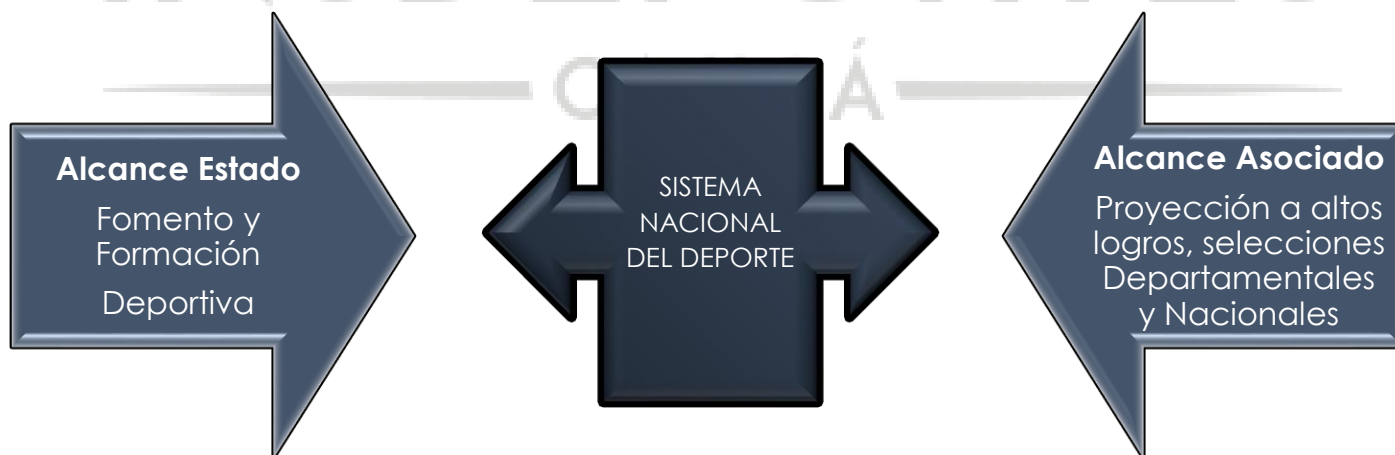 Alcance Estado
Fomento y
Formación
Deportiva
SISTEMA
NACIONAL
DEL DEPORTE
Alcance Asociado
Proyección a altos
logros, selecciones
Departamentales
y Nacionales